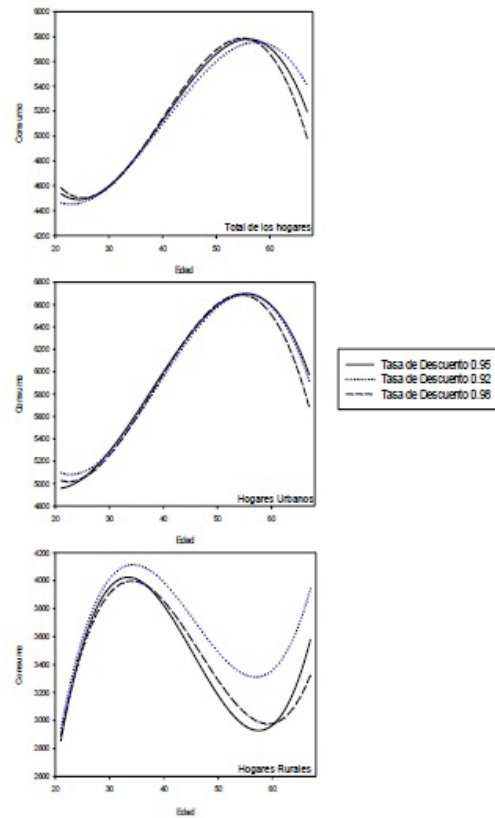 6000
5800
5600
5400
5200
5000
4800
4600
4400
4200
Consumo
20 30 40 50 60
Total de los hogares
Edad
6800
6600
6400
6200
6000
5800
5600
5400
5200
5000
4800
Consumo
20 30 40 50 60
Hogares Urbanos
Edad
Tasa de Descuento 0.95
Tasa de Descuento 0.92
Tasa de Descuento 0.98
4200
4000
3800
3600
3400
3200
3000
2800
2600
Consumo
20 30 40 50 60
Hogares Rurales
Edad